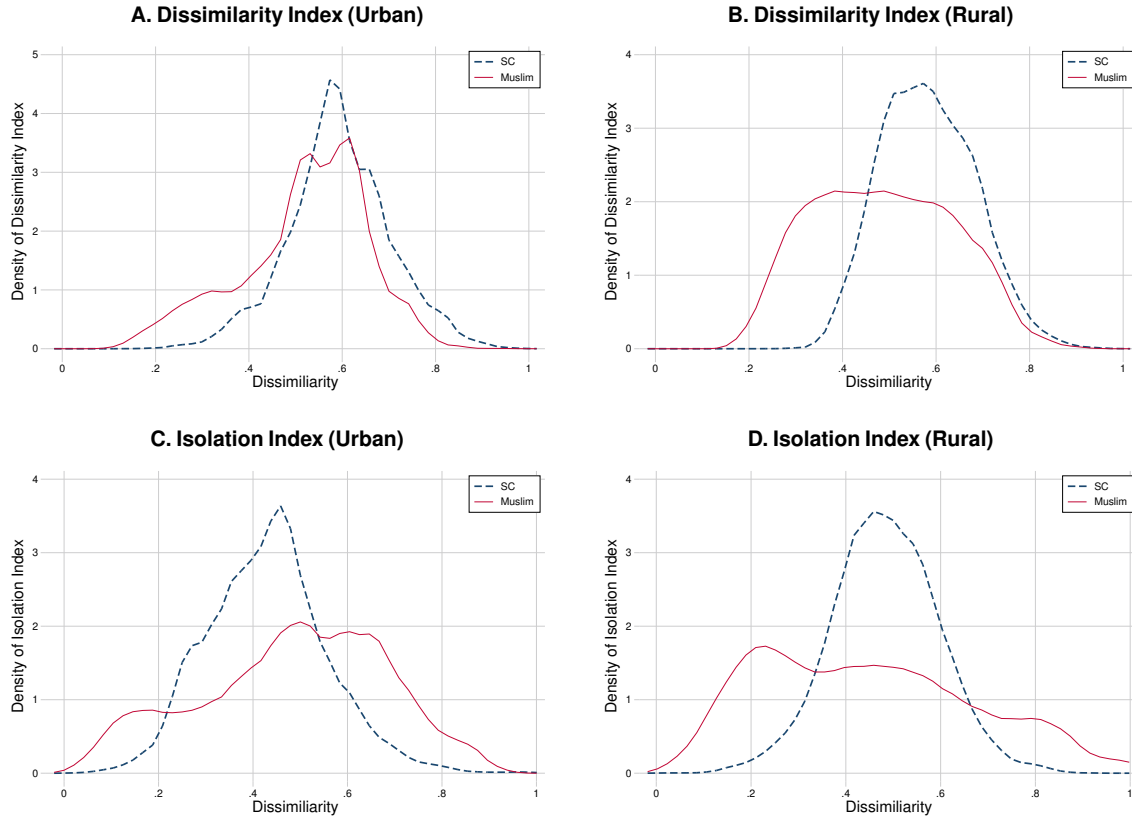 A. Dissimilarity Index (Urban)
Density of Dissimilarity Index
5
4
3
2
1
0
SC
Muslim
0 .2 .4 .6 .8 1
Dissimiliarity
B. Dissimilarity Index (Rural)
Density of Dissimilarity Index
4
3
2
1
0
SC
Muslim
0 .2 .4 .6 .8 1
Dissimiliarity
C. Isolation Index (Urban)
Density of Isolation Index
4
3
2
1
0
SC
Muslim
0 .2 .4 .6 .8 1
Dissimiliarity
D. Isolation Index (Rural)
Density of Isolation Index
4
3
2
1
0
SC
Muslim
0 .2 .4 .6 .8 1
Dissimiliarity